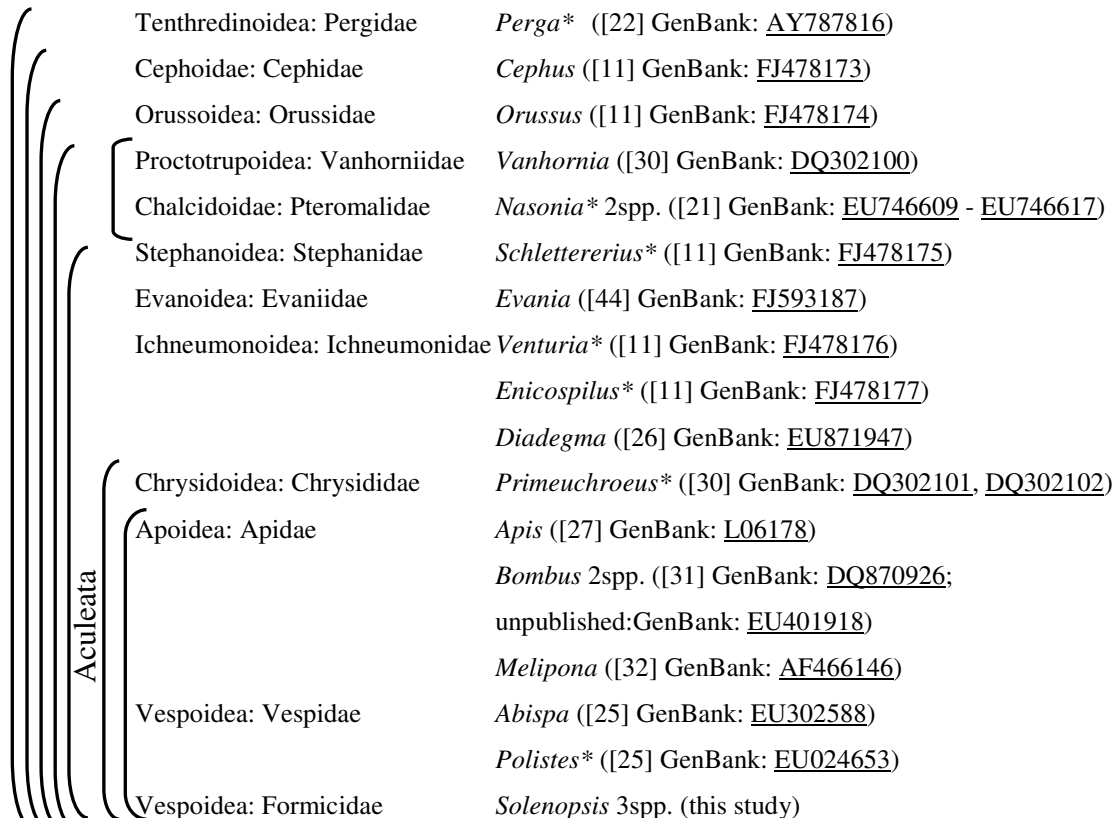 Tenthredinoidea: Pergidae Perga* ([22] GenBank: AY787816)
Cephoidae: Cephidae Cephus ([11] GenBank: FJ478173)
Orussoidea: Orussidae Orussus ([11] GenBank: FJ478174)
Proctotrupoidea: Vanhorniidae Vanhornia ([30] GenBank: DQ302100)
Chalcidoidae: Pteromalidae Nasonia* 2spp. ([21] GenBank: EU746609 - EU746617)
Stephanoidea: Stephanidae Schlettererius* ([11] GenBank: FJ478175)
Evanoidea: Evaniidae Evania ([44] GenBank: FJ593187)
Ichneumonoidea: Ichneumonidae Venturia* ([11] GenBank: FJ478176)
Enicospilus* ([11] GenBank: FJ478177)
Diadegma ([26] GenBank: EU871947)
Chrysidoidea: Chrysididae Primeuchroeus* ([30] GenBank: DQ302101, DQ302102)
Apoidea: Apidae Apis ([27] GenBank: L06178)
Bombus 2spp. ([31] GenBank: DQ870926;
unpublished:GenBank: EU401918)
Melipona ([32] GenBank: AF466146)
Aculeata
Vespoidea: Vespidae Abispa ([25] GenBank: EU302588)
Polistes* ([25] GenBank: EU024653)
Vespoidea: Formicidae Solenopsis 3spp. (this study)